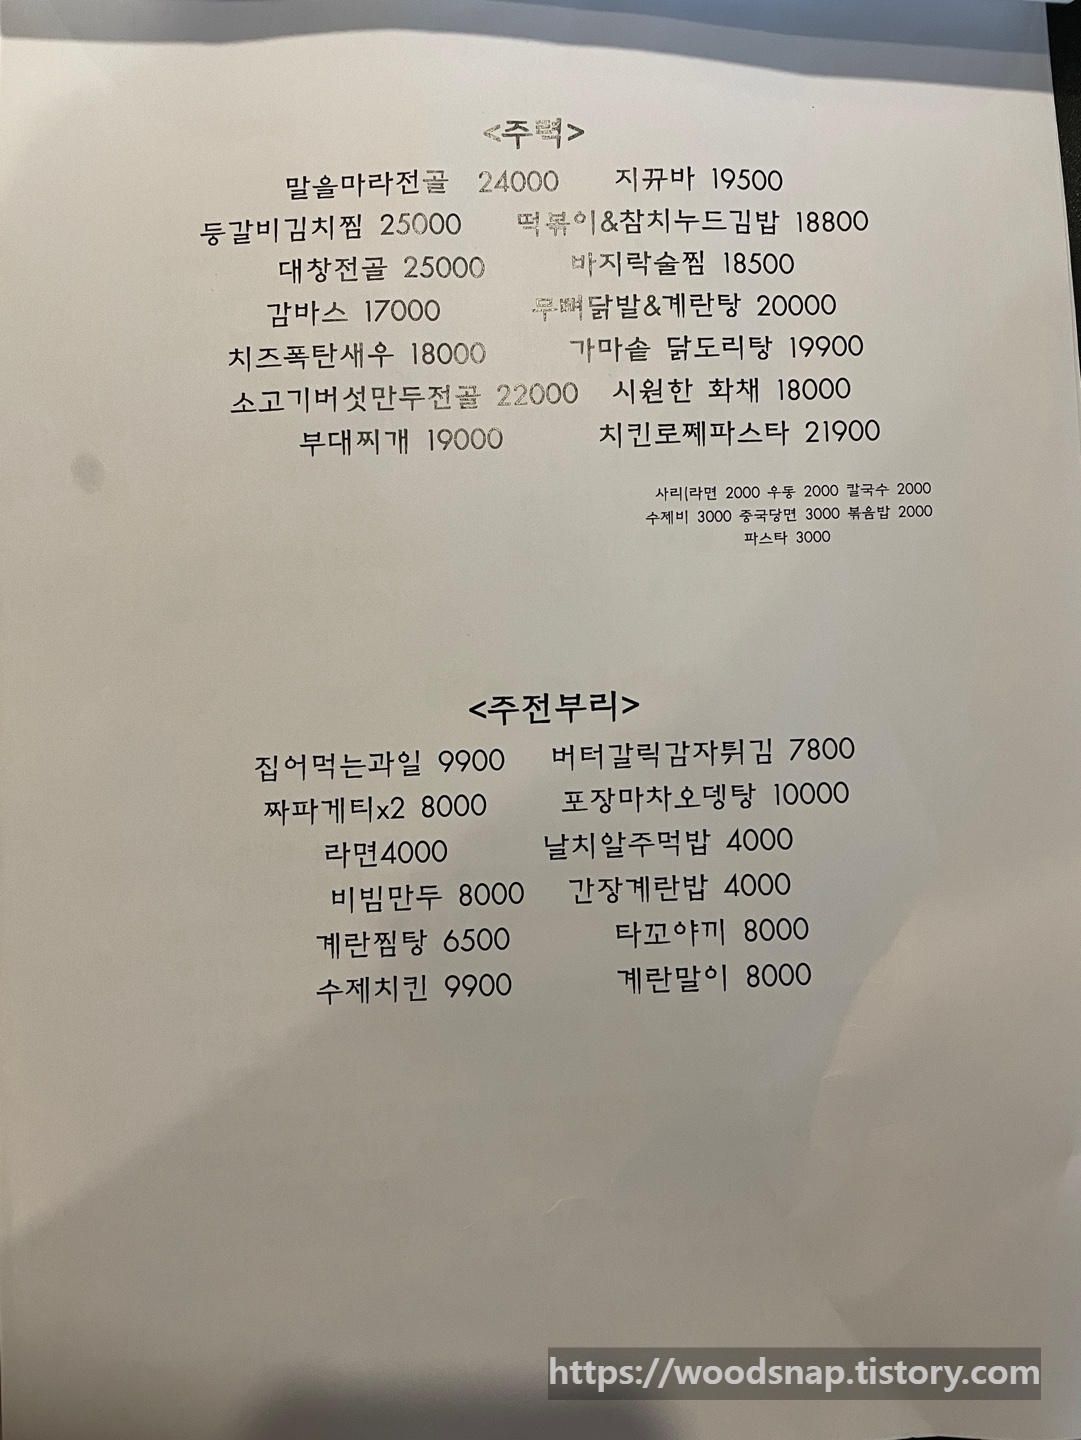 <주력>
말을마라전골 24000 지뀨바 19500
둥갈비김치찜 25000 떡볶이&참치누드김밥 18800
대창전골 25000 바지락술찜 18500
감바스 17000 무뼈닭발&계란탕 20000
치즈폭탄새우 18000 가마솥 닭도리탕 19900
소고기버섯만두전골 22000 시원한 화채 18000
부대찌개 19000 치킨로제파스타 21900
사리(라면 2000 우동 2000 칼국수 2000
수제비 3000 중국당면 3000 볶음밥 2000
파스타 3000
<주전부리>
집어먹는과일 9900 버터갈릭감자튀김 7800
짜파게티x2 8000 포장마차오뎅탕 10000
라면4000 날치알주먹밥 4000
비빔만두 8000 간장계란밥 4000
계란찜탕 6500 타꼬야끼 8000
수제치킨 9900 계란말이 8000
https://woodsnap.tistory.com